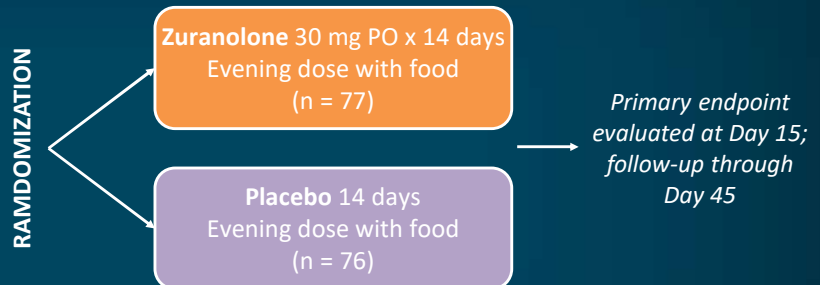 RAMDOMIZATION
Zuranolone 30 mg PO x 14 days
Evening dose with food
(n = 77)
Placebo 14 days
Evening dose with food
(n = 76)
Primary endpoint
evaluated at Day 15;
follow-up through
Day 45